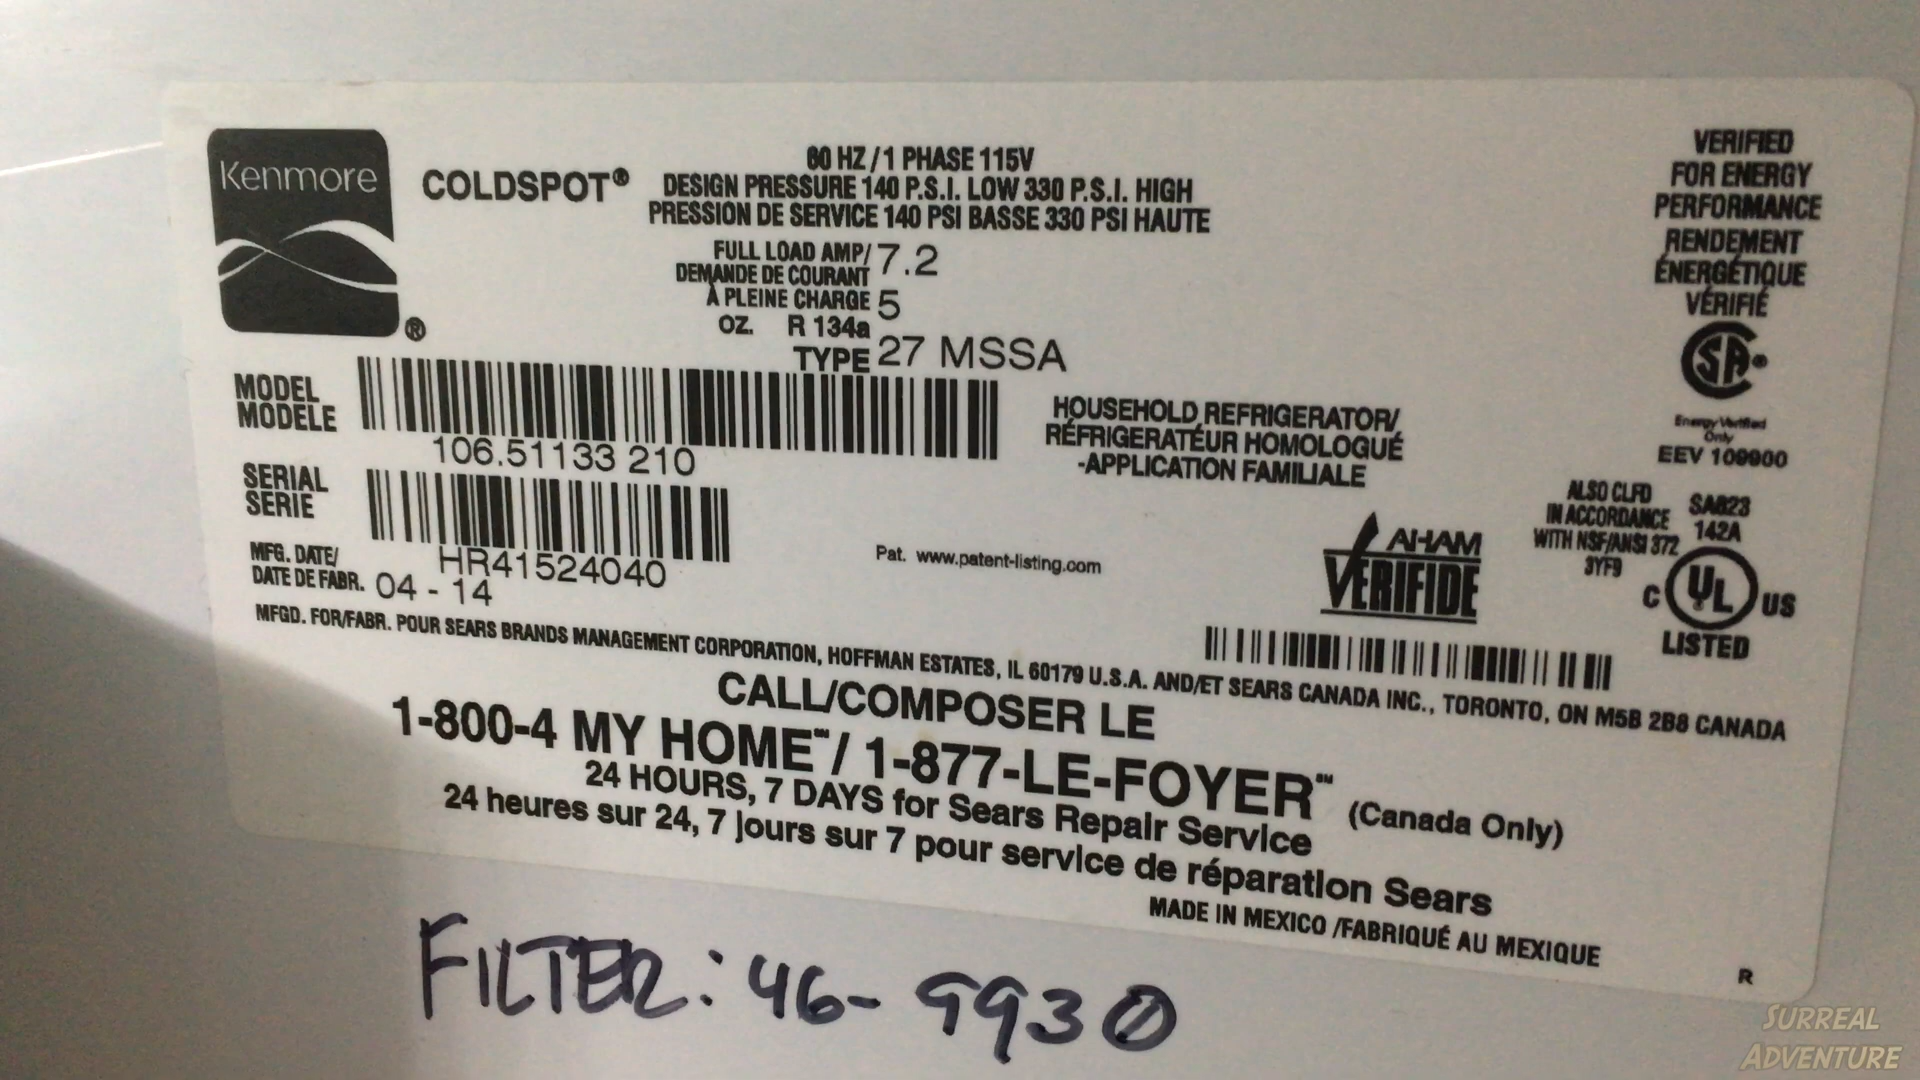 Kenmore
®
COLDSPOT®
60 HZ/1 PHASE 115V
DESIGN PRESSURE 140 P.S.I. LOW 330 P.S.I. HIGH
PRESSION DE SERVICE 140 PSI BASSE 330 PSI HAUTE
FULL LOAD AMP/ 7.2
DEMANDE DE COURANT
À PLEINE CHARGE 5
OZ. R 134a
TYPE 27 MSSA
MODEL
MODELE
106.51133 210
SERIAL
SERIE
HR41524040
MFG. DATE/
DATE DE FABR. 04 - 14
HOUSEHOLD REFRIGERATOR/
RÉFRIGERATÉUR HOMOLOGUÉ
-APPLICATION FAMILIALE
Pat. www.patent-listing.com
VERIFIED
FOR ENERGY
PERFORMANCE
RENDEMENT
ÉNERGÉTIQUE
VÉRIFIÉ
SA®
Energy Verified
Only
EEV 109900
ALSO CLFD
IN ACCORDANCE
WITH NSF/ANSI 372
3YF9
SA823
142A
C UL US
LISTED
AHAM
VERIFIDE
MFGD. FOR/FABR. POUR SEARS BRANDS MANAGEMENT CORPORATION, HOFFMAN ESTATES, IL 60179 U.S.A. AND/ET SEARS CANADA INC., TORONTO, ON M5B 2B8 CANADA
CALL/COMPOSER LE
1-800-4 MY HOME℠/ 1-877-LE-FOYER℠ (Canada Only)
24 HOURS, 7 DAYS for Sears Repair Service
24 heures sur 24, 7 jours sur 7 pour service de réparation Sears
MADE IN MEXICO /FABRIQUÉ AU MEXIQUE
R
FILTER: 46-9930
SURREAL
ADVENTURE